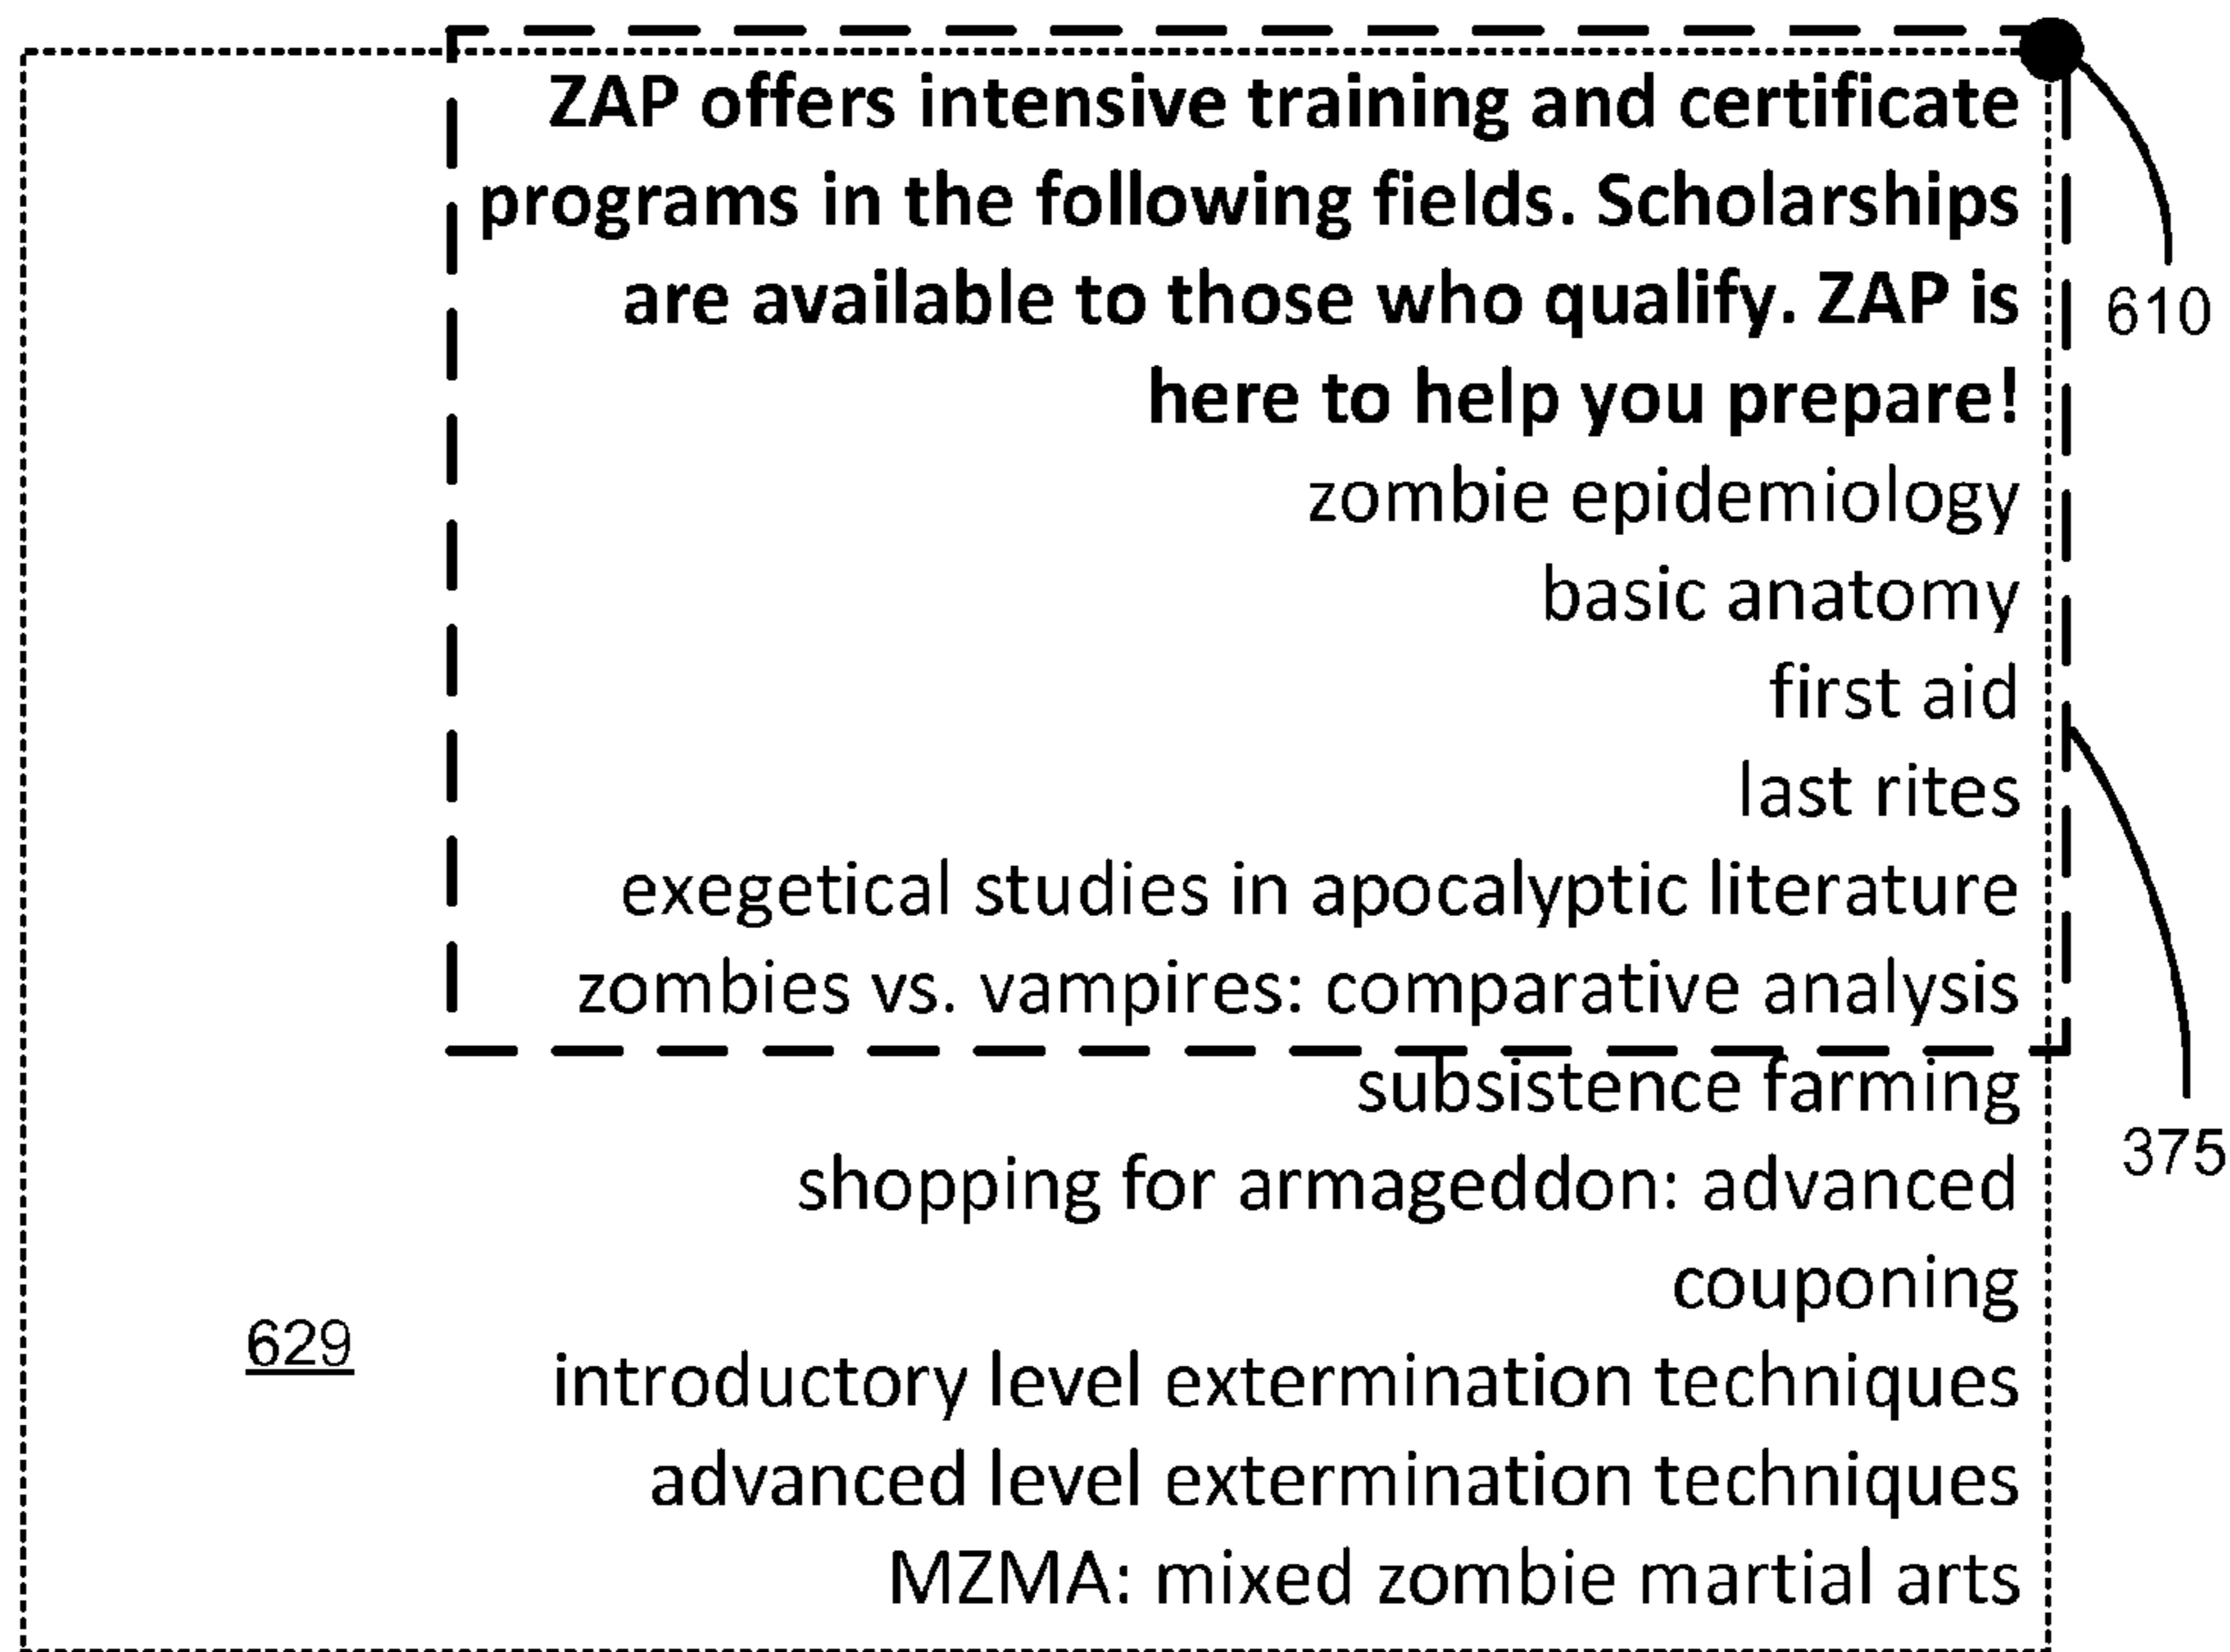 ZAP offers intensive training and certificate
programs in the following fields. Scholarships
are available to those who qualify. ZAP is
here to help you prepare!
610
zombie epidemiology
basic anatomy
first aid
last rites
exegetical studies in apocalyptic literature
zombies vs. vampires: comparative analysis
subsistence farming
375
shopping for armageddon: advanced
couponing
629
introductory level extermination techniques
advanced level extermination techniques
MZMA: mixed zombie martial arts